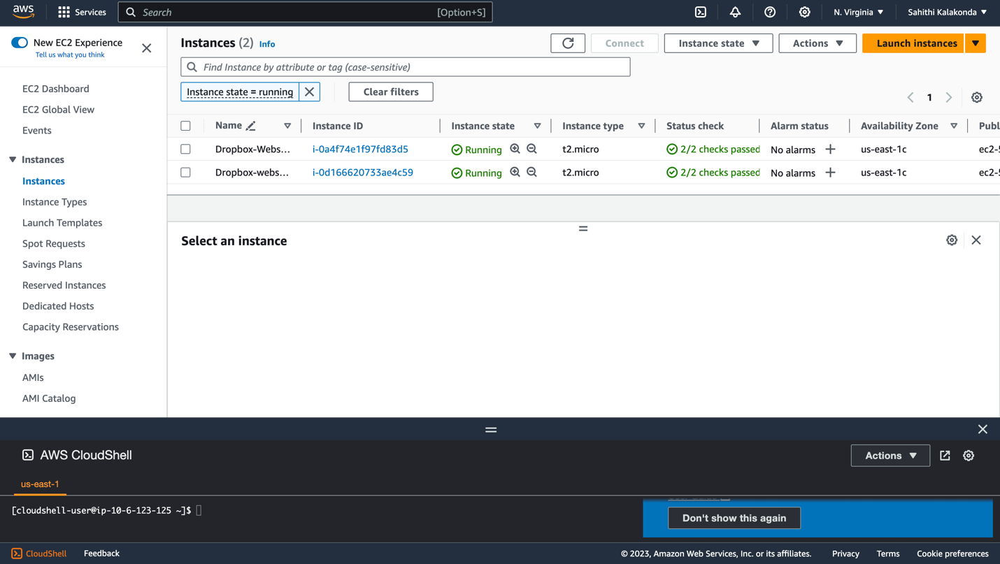 aws
Services
Search [Option+S]
N. Virginia
Sahithi Kalakonda
New EC2 Experience
Tell us what you think
EC2 Dashboard
EC2 Global View
Events
Instances
Instances
Instance Types
Launch Templates
Spot Requests
Savings Plans
Reserved Instances
Dedicated Hosts
Capacity Reservations
Images
AMIs
AMI Catalog
Instances (2) Info
Connect
Instance state
Actions
Launch instances
Find Instance by attribute or tag (case-sensitive)
Instance state = running
Clear filters
1
Name Instance ID Instance state Instance type Status check Alarm status Availability Zone Publ
Dropbox-Webs... i-0a4f74e1f97fd83d5 Running t2.micro 2/2 checks passed No alarms us-east-1c ec2-5
Dropbox-webs... i-0d166620733ae4c59 Running t2.micro 2/2 checks passed No alarms us-east-1c ec2-5
Select an instance
AWS CloudShell
Actions
us-east-1
[cloudshell-user@ip-10-6-123-125 ~]$
Don't show this again
CloudShell
Feedback
© 2023, Amazon Web Services, Inc. or its affiliates.
Privacy
Terms
Cookie preferences